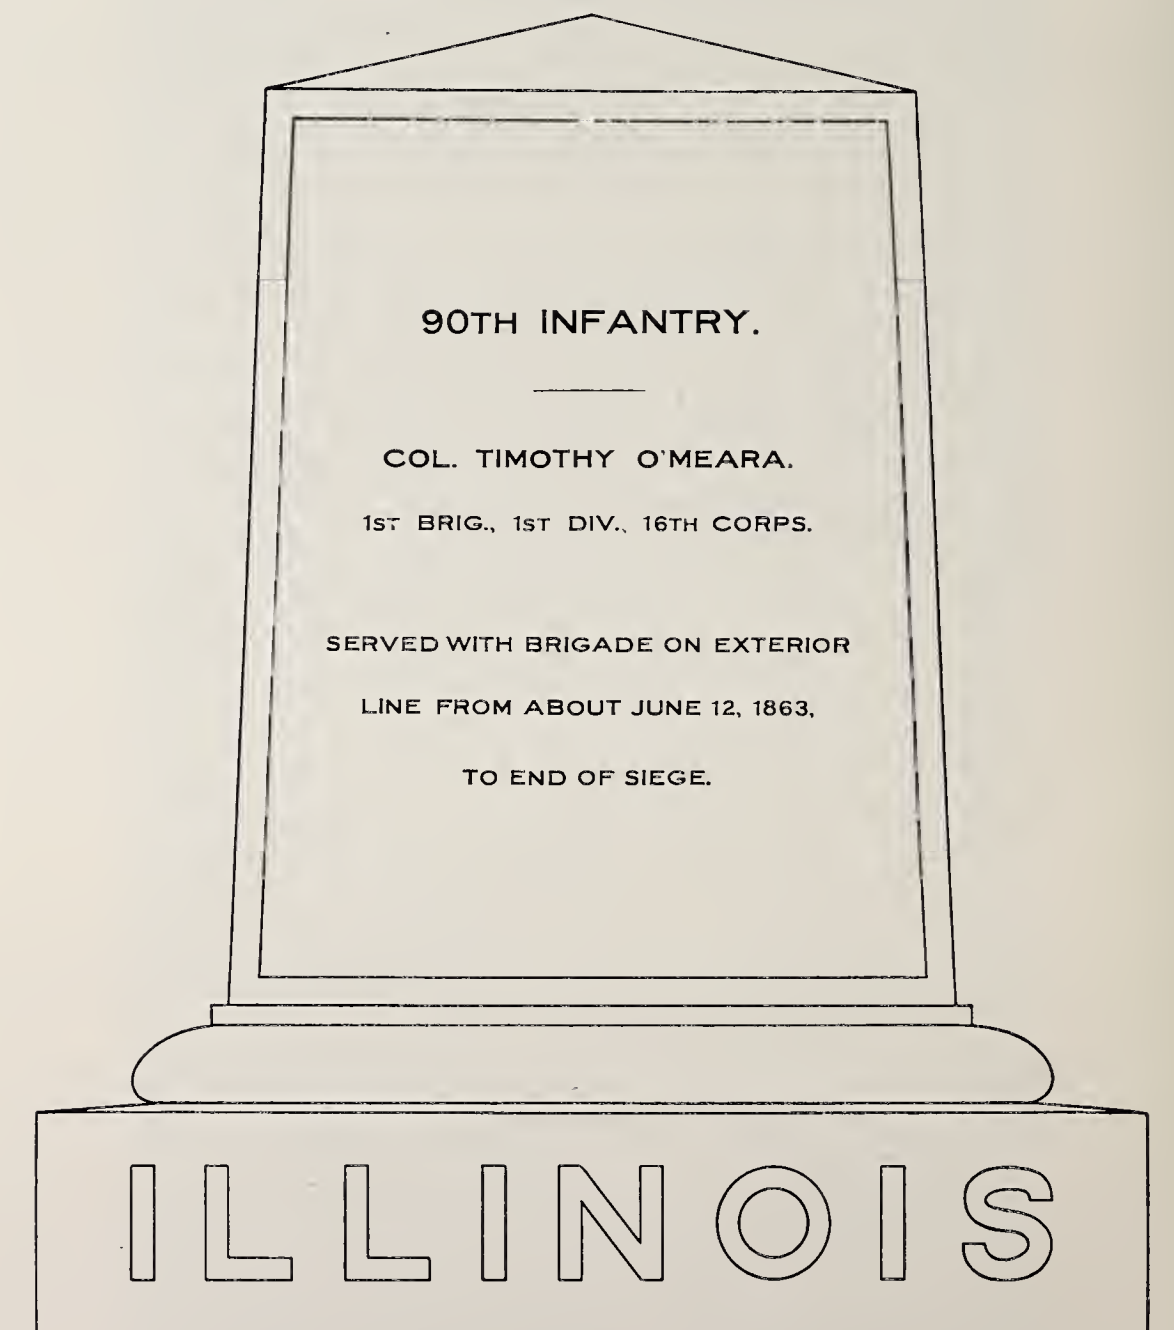 90TH INFANTRY.
COL. TIMOTHY O'MEARA.
1ST BRIG., 1ST DIV., 16TH CORPS.
SERVED WITH BRIGADE ON EXTERIOR
LINE FROM ABOUT JUNE 12, 1863,
TO END OF SIEGE.
ILLINOIS